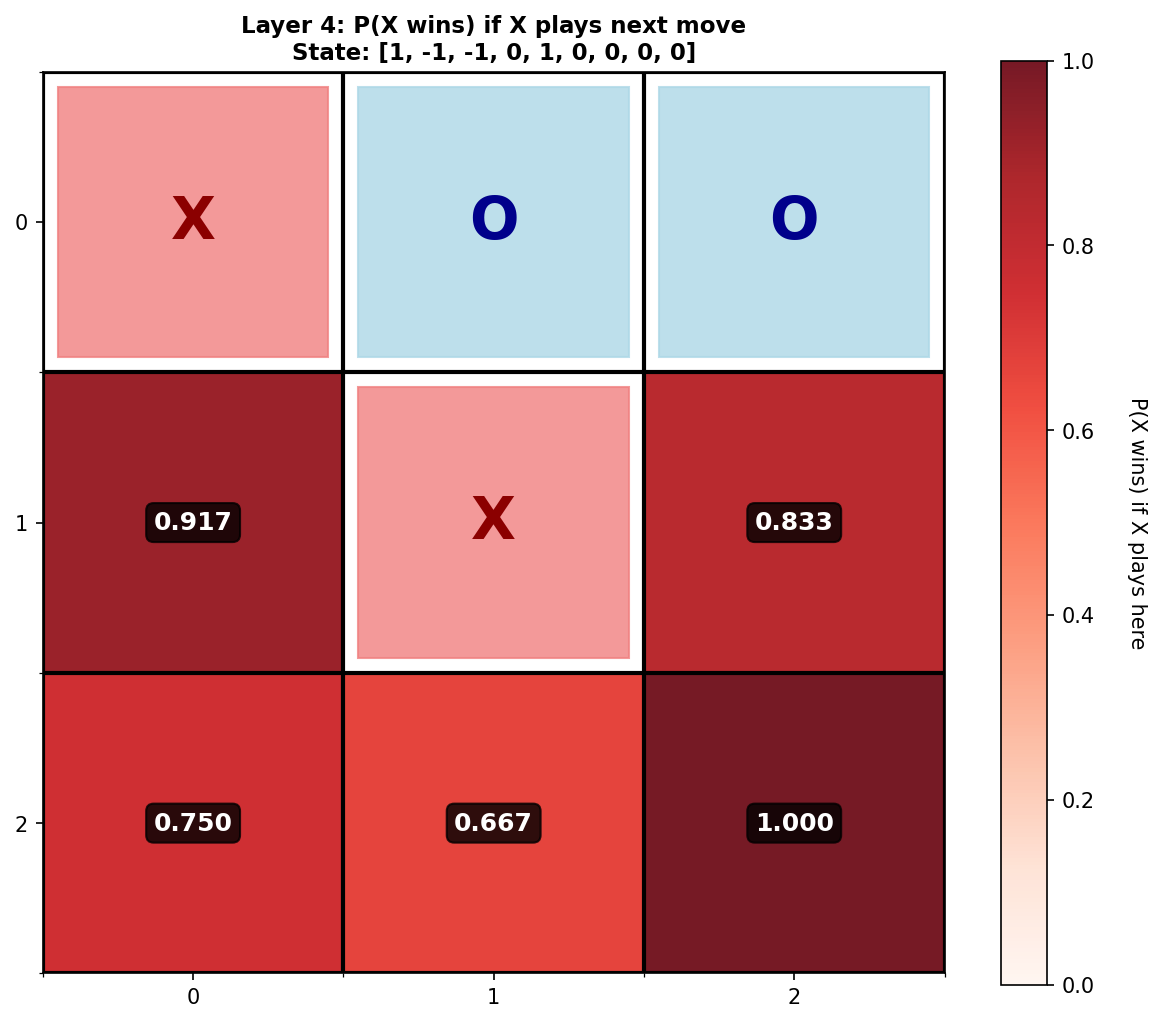 Layer 4: P(X wins) if X plays next move
State: [1, -1, -1, 0, 1, 0, 0, 0, 0]
1.0
0
X
O
O
0.8
0.6
1
0.917
X
0.833
P(X wins) if X plays here
0.4
2
0.750
0.667
1.000
0.2
0.0
0
1
2